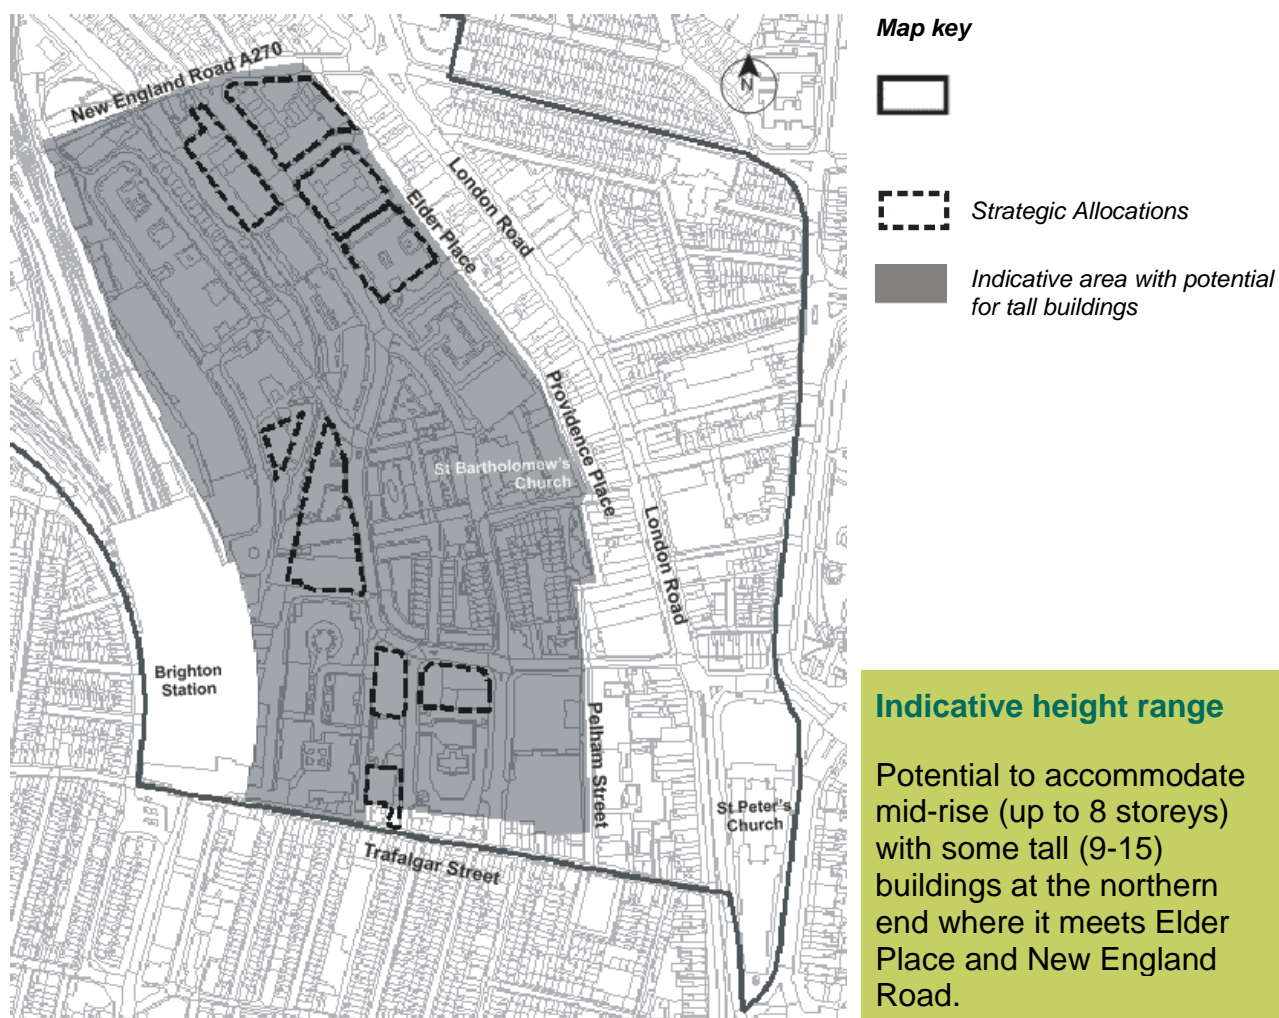 Map key
Strategic Allocations
Indicative area with potential
for tall buildings
New England Road A270
N
London Road
Elder Place
Providence Place
St Bartholomew's
Church
London Road
Brighton
Station
Pelham Street
St Peter's
Church
Trafalgar Street
Indicative height range
Potential to accommodate
mid-rise (up to 8 storeys)
with some tall (9-15)
buildings at the northern
end where it meets Elder
Place and New England
Road.